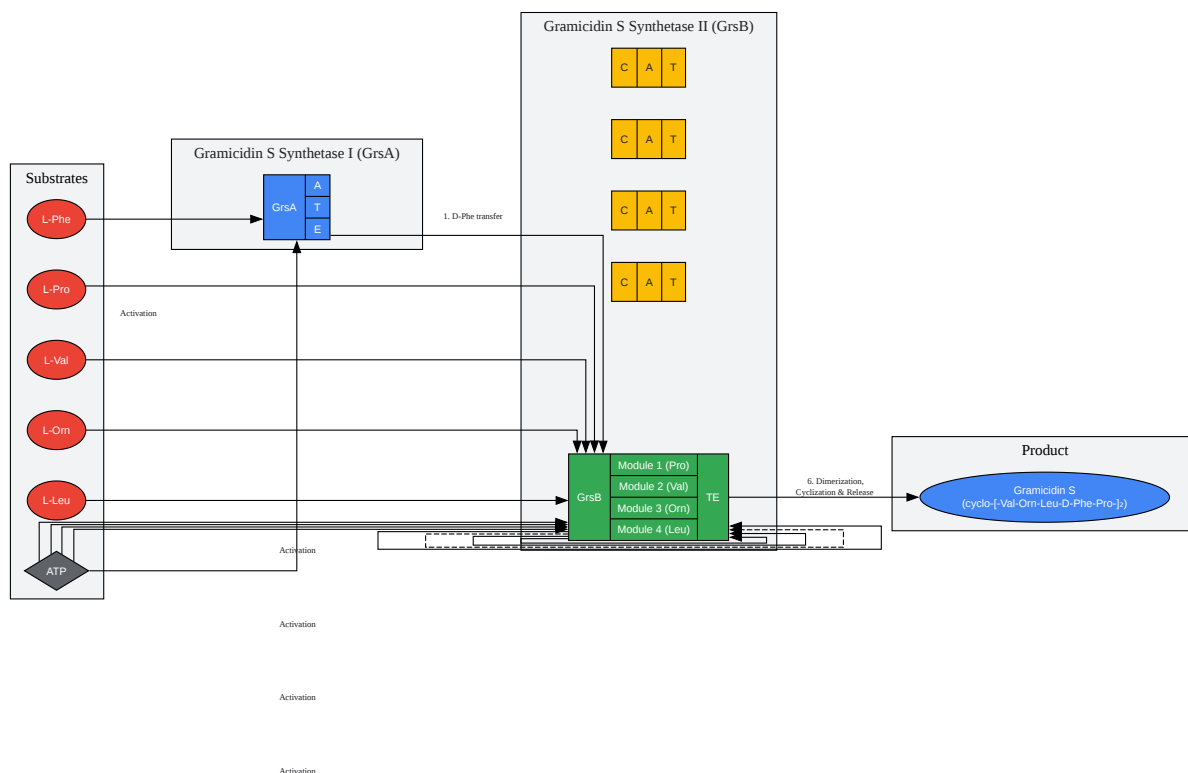 Gramicidin S Synthetase II (GrsB)
C A T
C A T
C A T
C A T
Gramicidin S Synthetase I (GrsA)
GrsA
A
T
E
1. D-Phe transfer
Substrates
L-Phe
L-Pro
Activation
L-Val
L-Orn
L-Leu
ATP
GrsB
Module 1 (Pro)
Module 2 (Val)
Module 3 (Orn)
Module 4 (Leu)
TE
6. Dimerization,
Cyclization & Release
Product
Gramicidin S
(cyclo-[-Val-Orn-Leu-D-Phe-Pro-]₂)
Activation
Activation
Activation
Activation